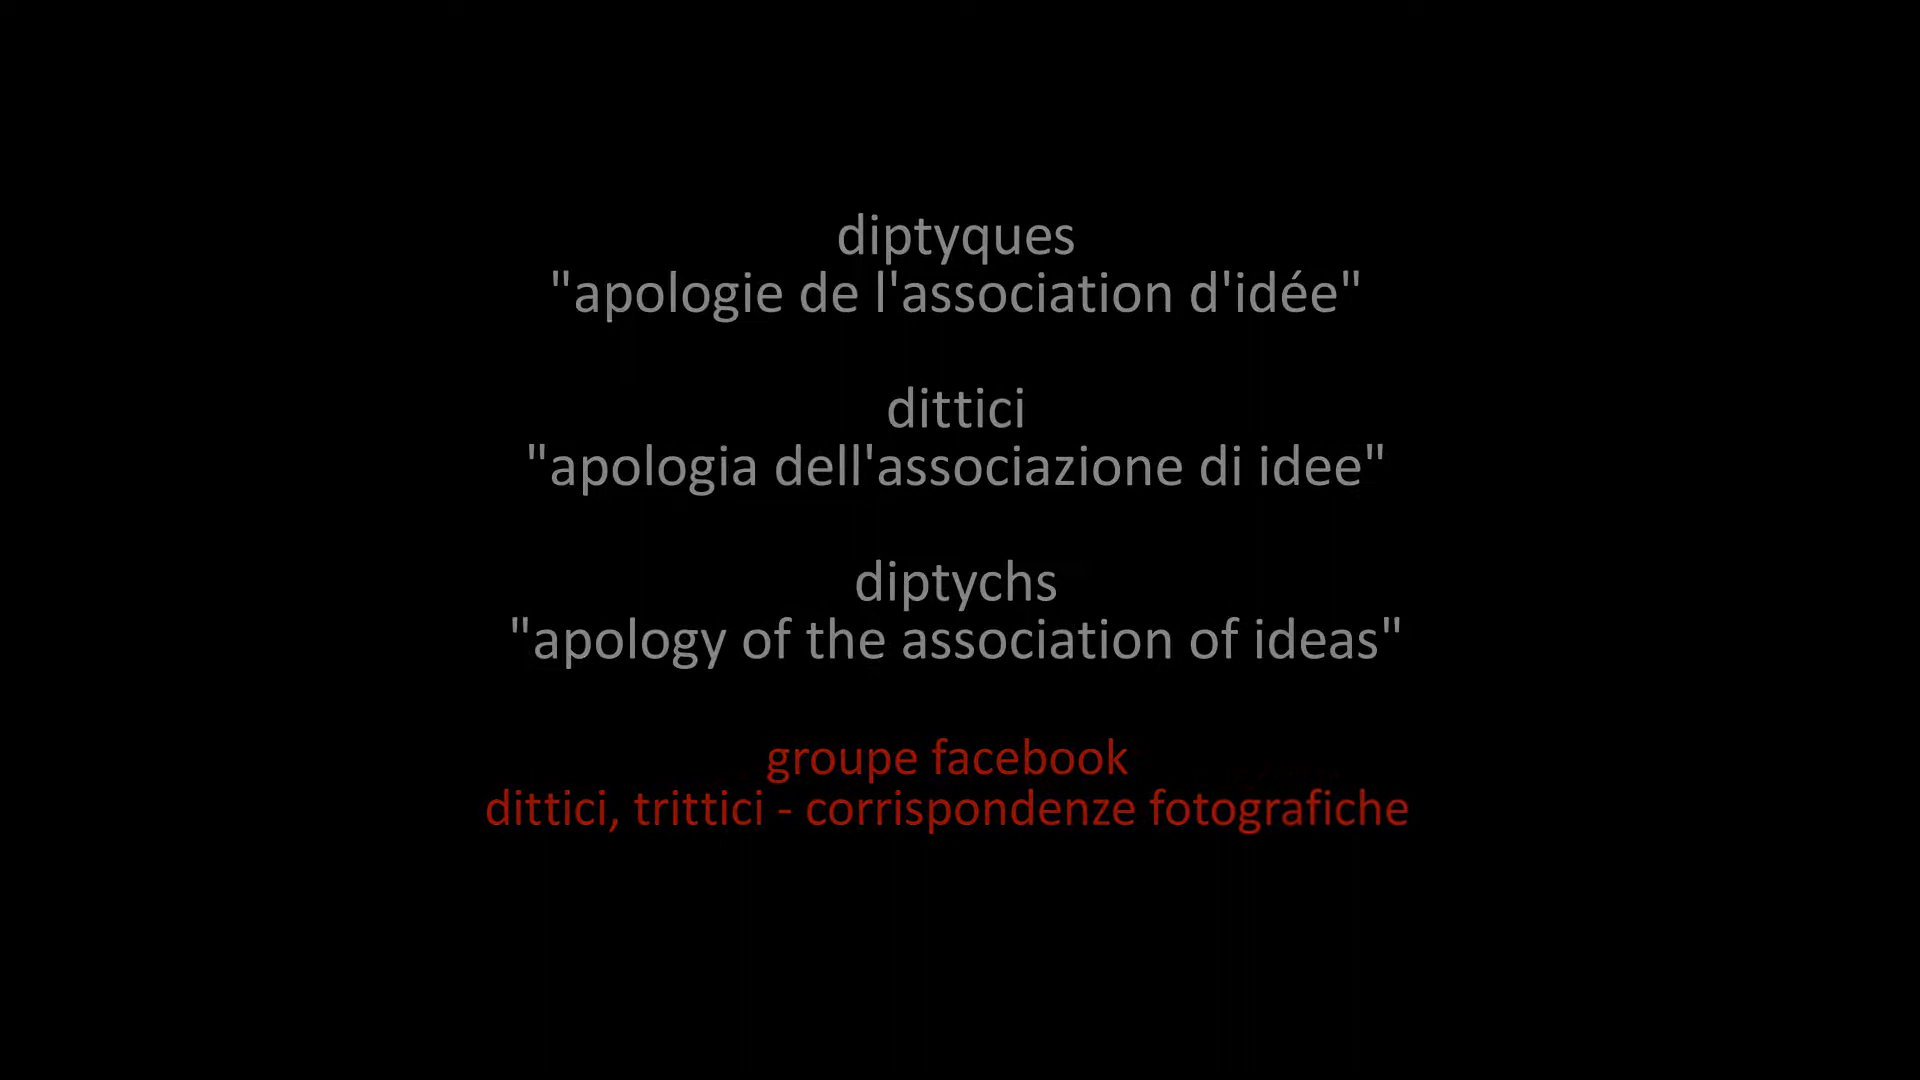 diptyques
"apologie de l'association d'idée"
dittici
"apologia dell'associazione di idee"
diptychs
"apology of the association of ideas"
groupe facebook
dittici, trittici - corrispondenze fotografiche